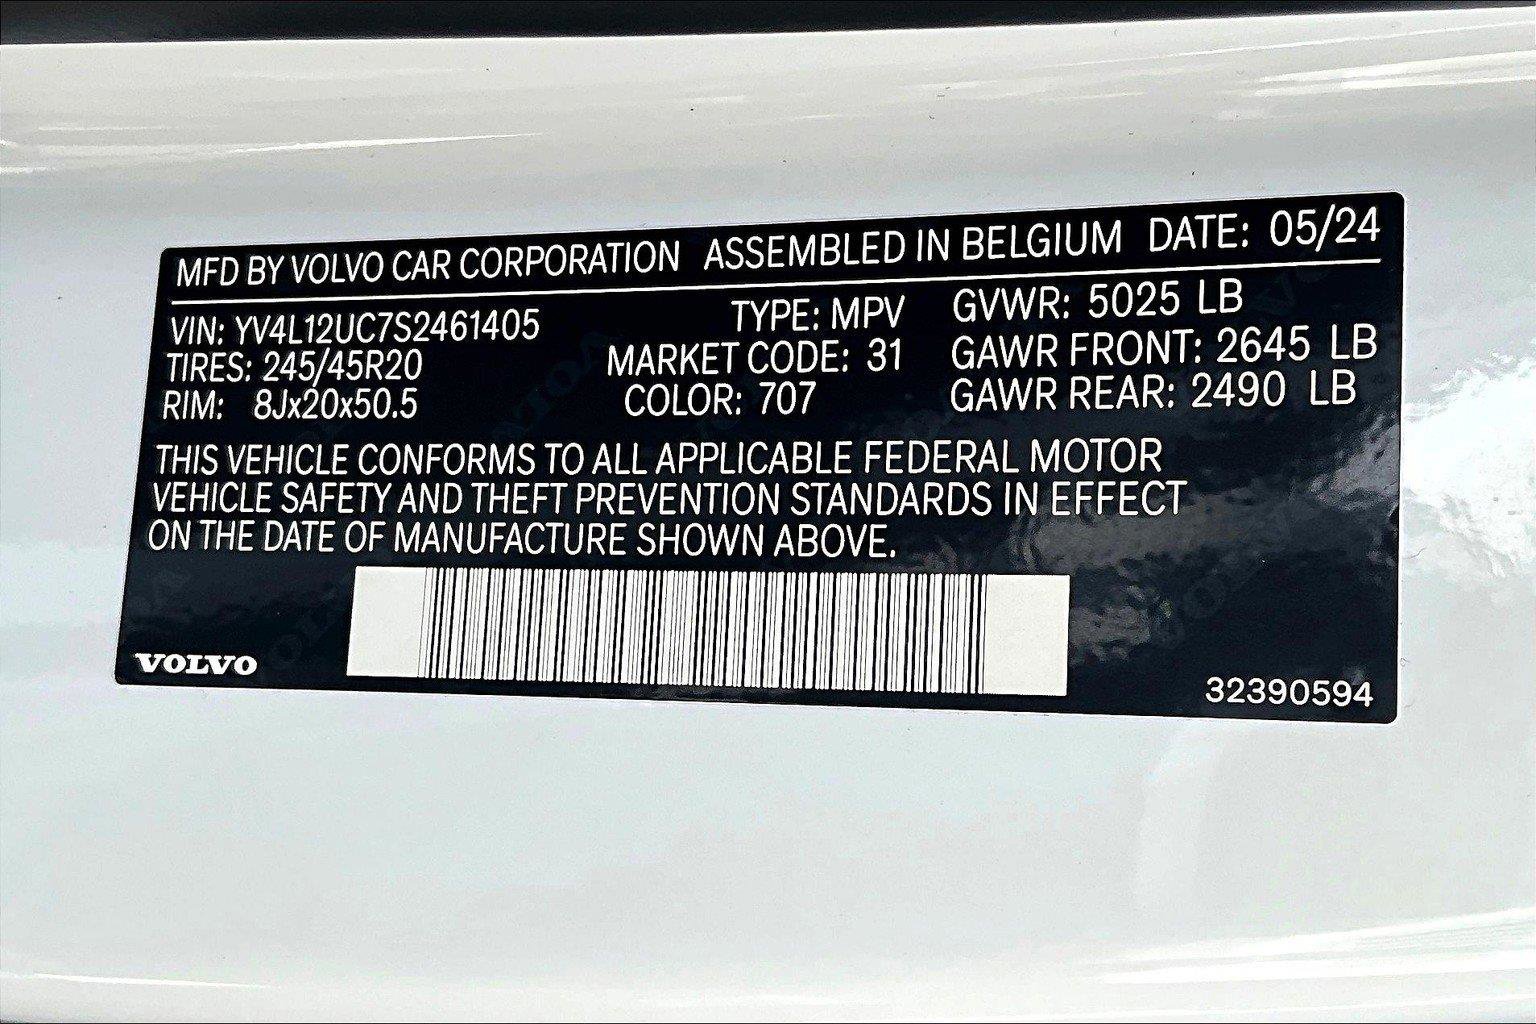 MFD BY VOLVO CAR CORPORATION ASSEMBLED IN BELGIUM DATE: 05/24
VIN: YV4L12UC7S2461405 TYPE: MPV GVWR: 5025 LB
TIRES: 245/45R20 MARKET CODE: 31 GAWR FRONT: 2645 LB
RIM: 8Jx20x50.5 COLOR: 707 GAWR REAR: 2490 LB
THIS VEHICLE CONFORMS TO ALL APPLICABLE FEDERAL MOTOR
VEHICLE SAFETY AND THEFT PREVENTION STANDARDS IN EFFECT
ON THE DATE OF MANUFACTURE SHOWN ABOVE.
VOLVO 32390594